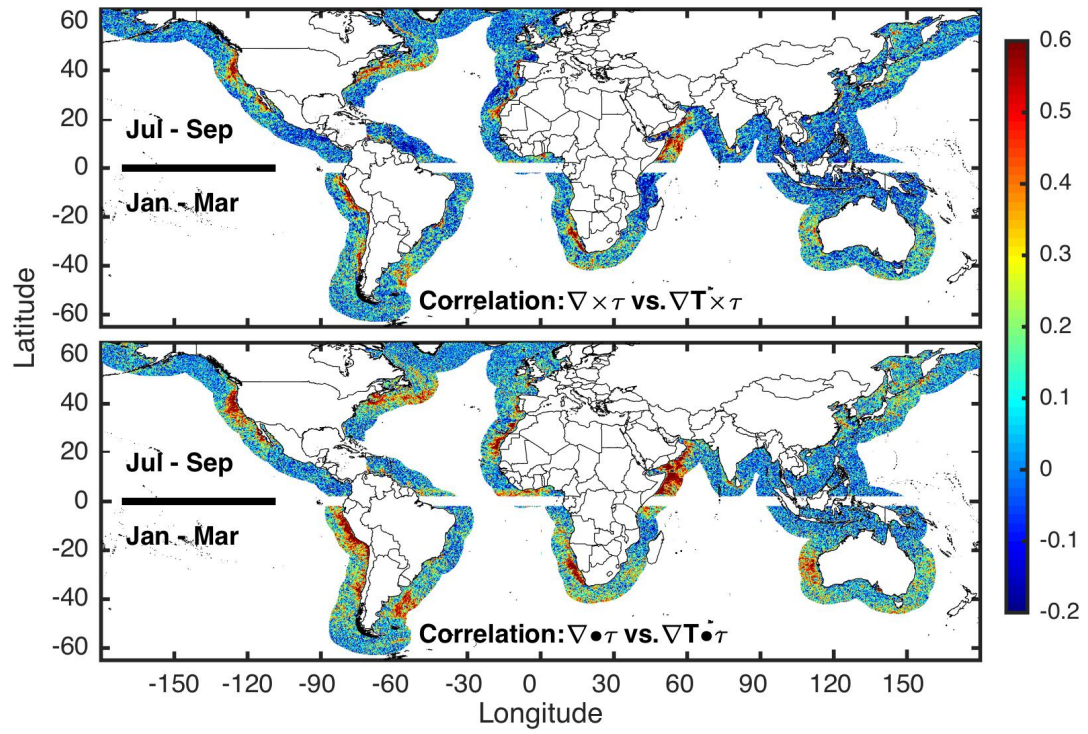 60
40
20
0
-20
-40
-60
Jul - Sep
Jan - Mar
Correlation: ∇ × τ vs. ∇T × τ̂
60
40
20
0
-20
-40
-60
Jul - Sep
Jan - Mar
Correlation: ∇ • τ vs. ∇T • τ̂
-150 -120 -90 -60 -30 0 30 60 90 120 150
Longitude
Latitude
0.6
0.5
0.4
0.3
0.2
0.1
0
-0.1
-0.2